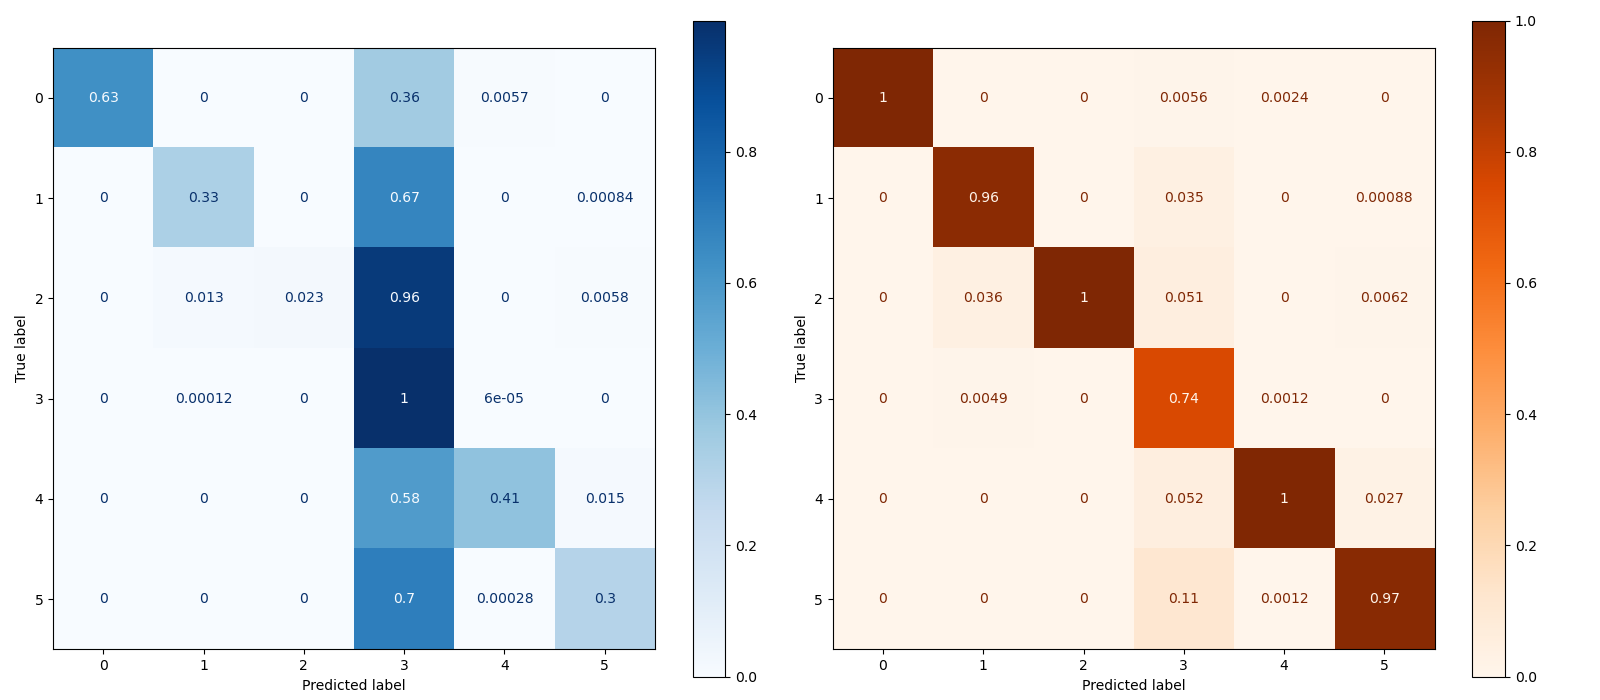 0 0.63 0 0 0.36 0.0057 0
1 0 0.33 0 0.67 0 0.00084
2 0 0.013 0.023 0.96 0 0.0058
3 0 0.00012 0 1 6e-05 0
4 0 0 0 0.58 0.41 0.015
5 0 0 0 0.7 0.00028 0.3
0 1 2 3 4 5
True label
Predicted label
0.8
0.6
0.4
0.2
0.0
0 1 0 0 0.0056 0.0024 0
1 0 0.96 0 0.035 0 0.00088
2 0 0.036 1 0.051 0 0.0062
3 0 0.0049 0 0.74 0.0012 0
4 0 0 0 0.052 1 0.027
5 0 0 0 0.11 0.0012 0.97
0 1 2 3 4 5
True label
Predicted label
1.0
0.8
0.6
0.4
0.2
0.0